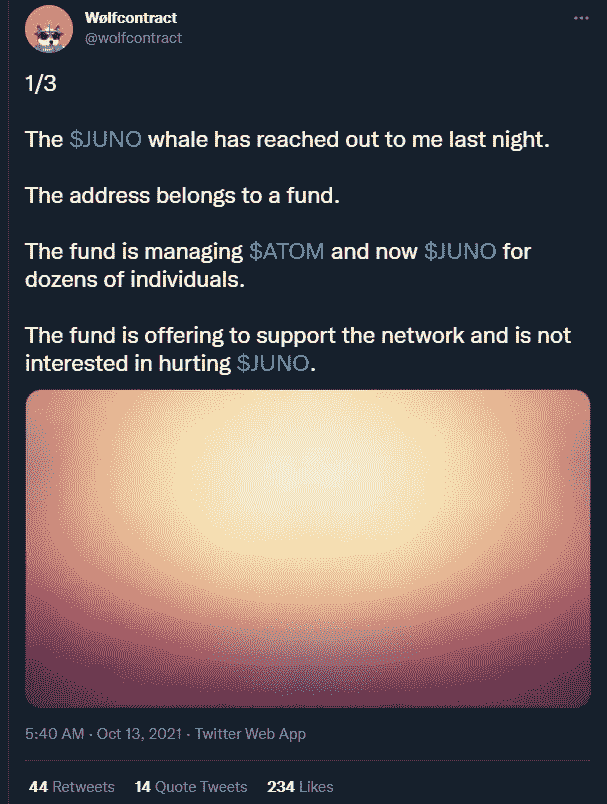 Wølfcontract
@wolfcontract
1/3
The $JUNO whale has reached out to me last night.
The address belongs to a fund.
The fund is managing $ATOM and now $JUNO for
dozens of individuals.
The fund is offering to support the network and is not
interested in hurting $JUNO.
5:40 AM · Oct 13, 2021 · Twitter Web App
44 Retweets 14 Quote Tweets 234 Likes